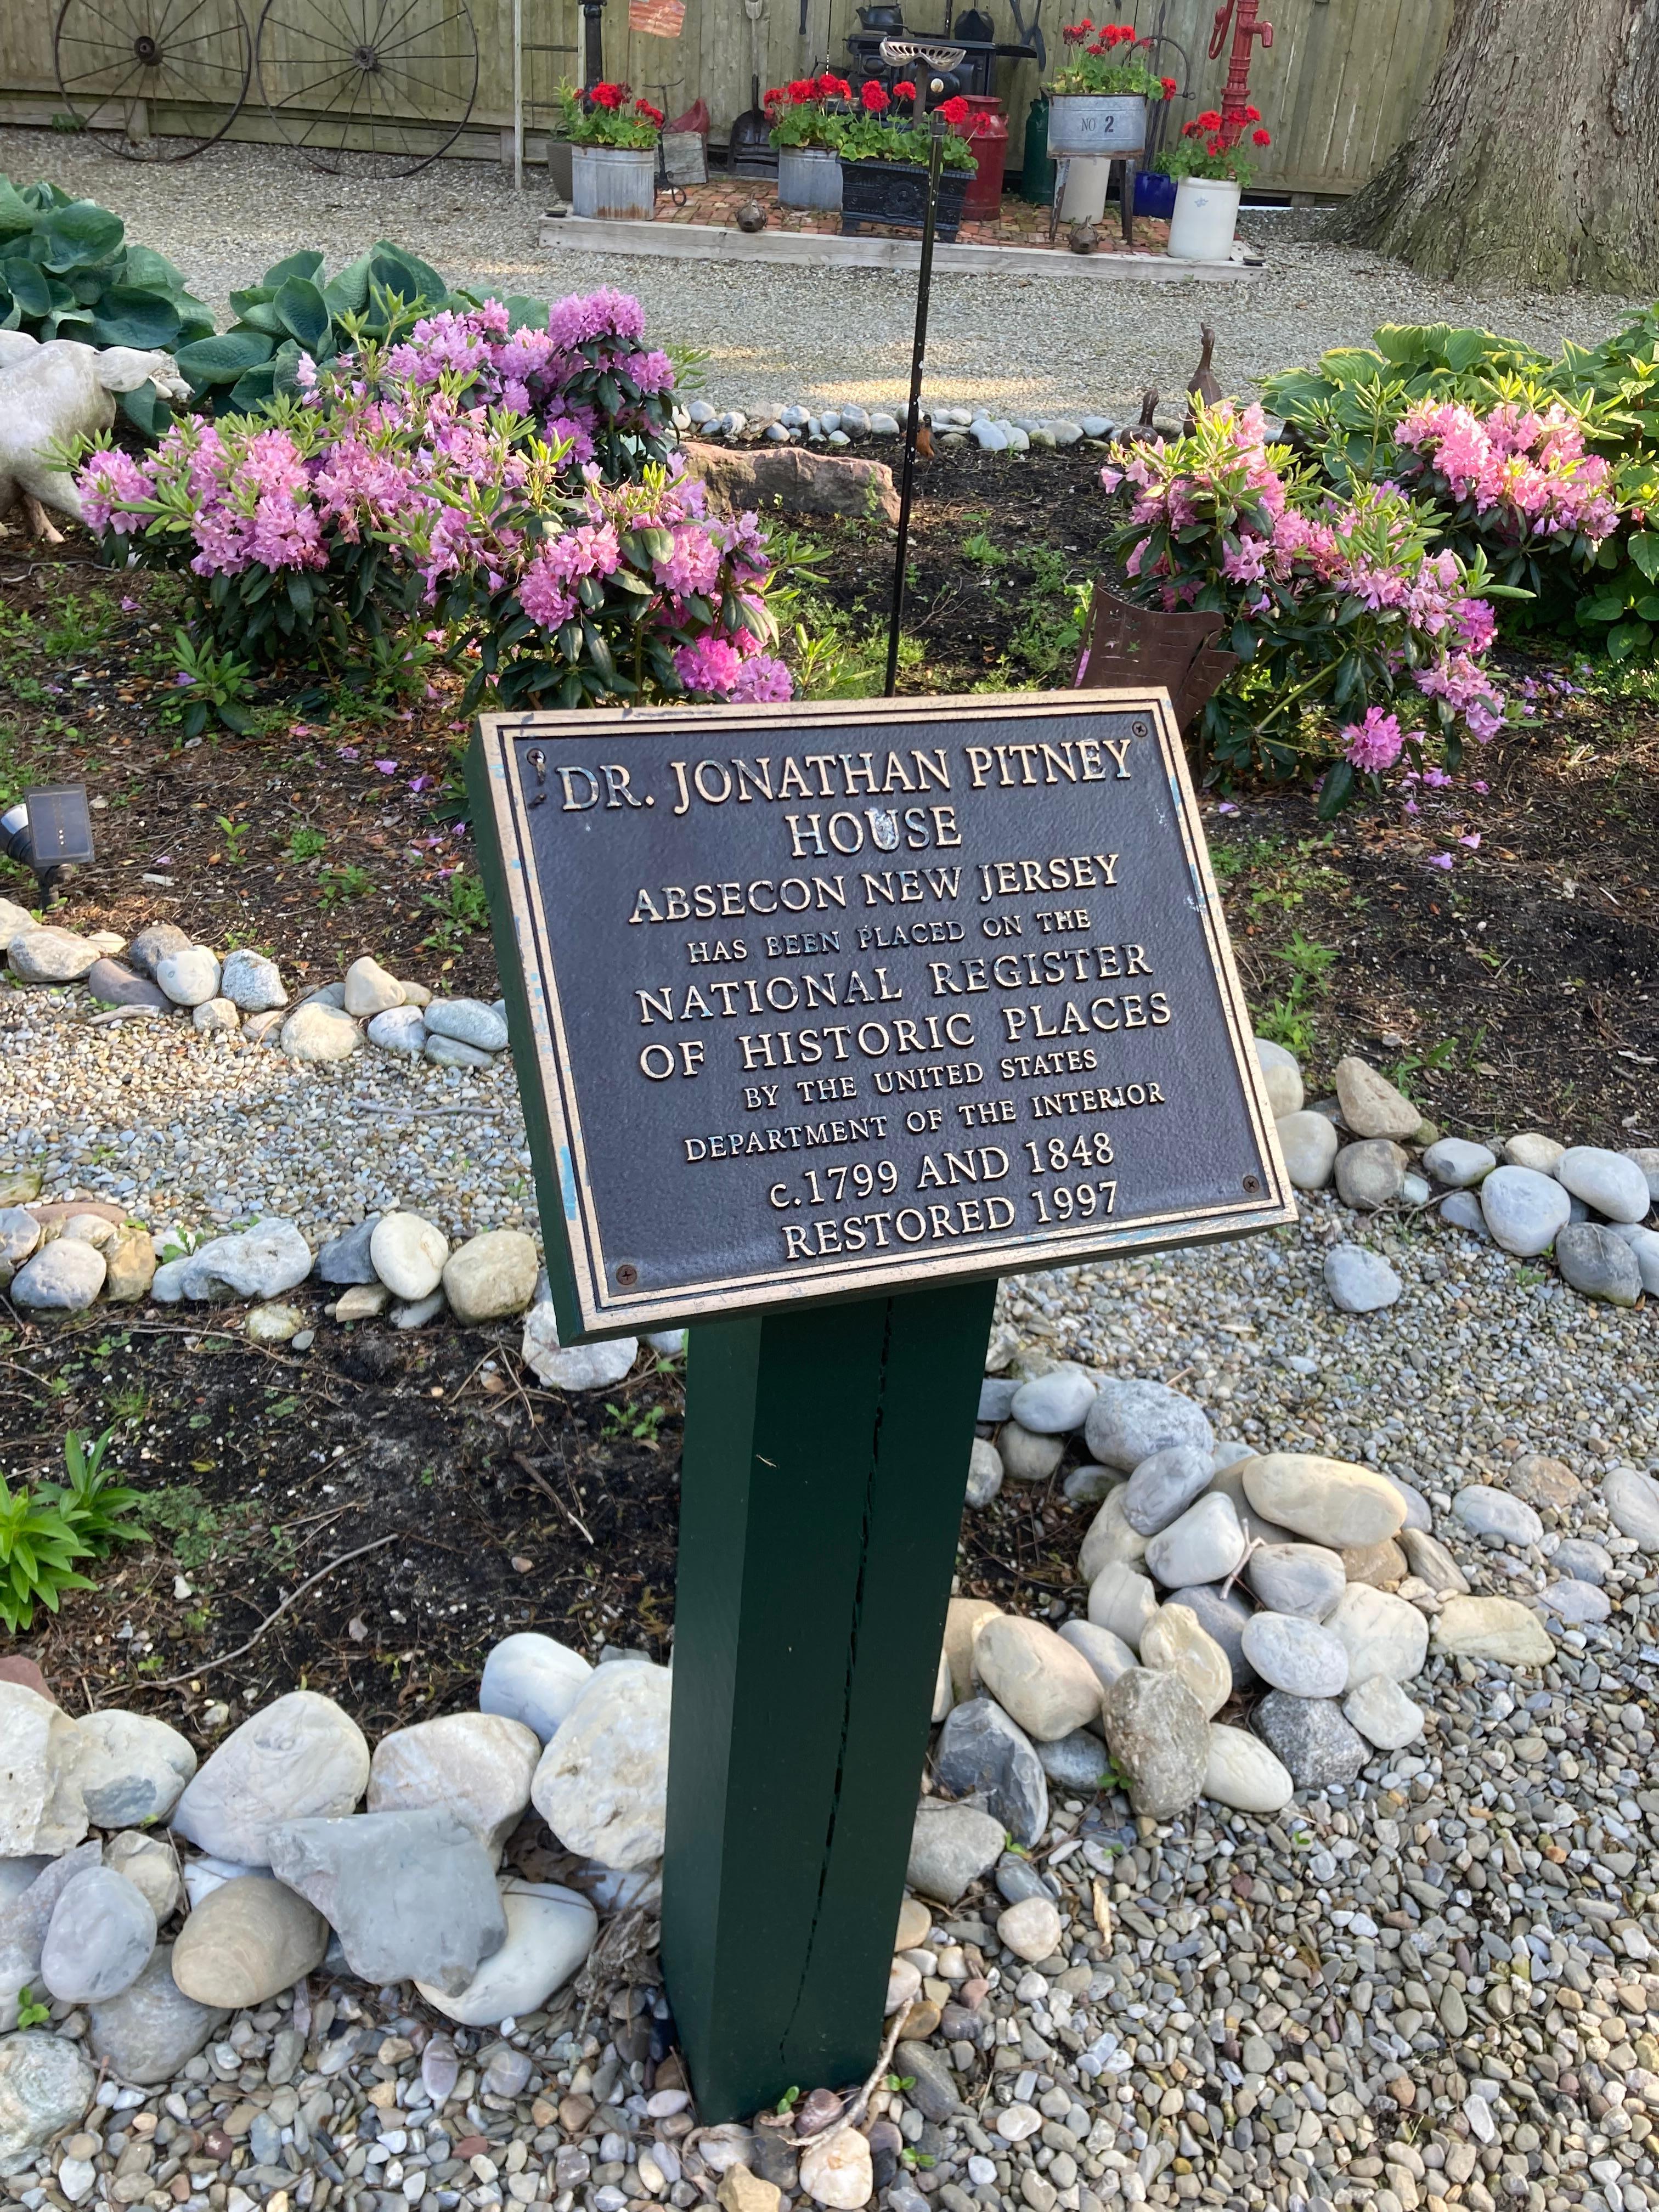 NO 2
DR. JONATHAN PITNEY
HOUSE
ABSECON NEW JERSEY
HAS BEEN PLACED ON THE
NATIONAL REGISTER
OF HISTORIC PLACES
BY THE UNITED STATES
DEPARTMENT OF THE INTERIOR
c.1799 AND 1848
RESTORED 1997